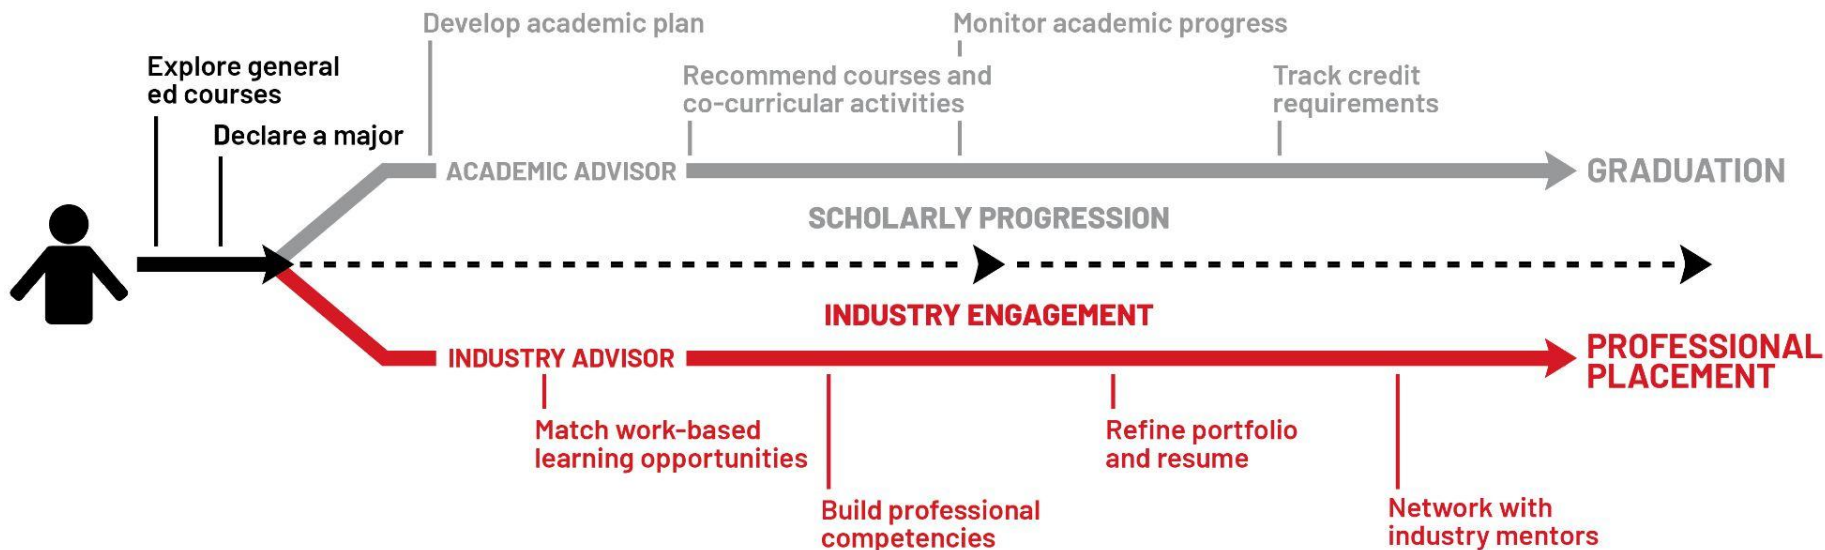 Develop academic plan
Monitor academic progress
Explore general
ed courses
Recommend courses and
co-curricular activities
Track credit
requirements
Declare a major
ACADEMIC ADVISOR
GRADUATION
SCHOLARLY PROGRESSION
INDUSTRY ENGAGEMENT
INDUSTRY ADVISOR
PROFESSIONAL
PLACEMENT
Match work-based
learning opportunities
Refine portfolio
and resume
Build professional
competencies
Network with
industry mentors